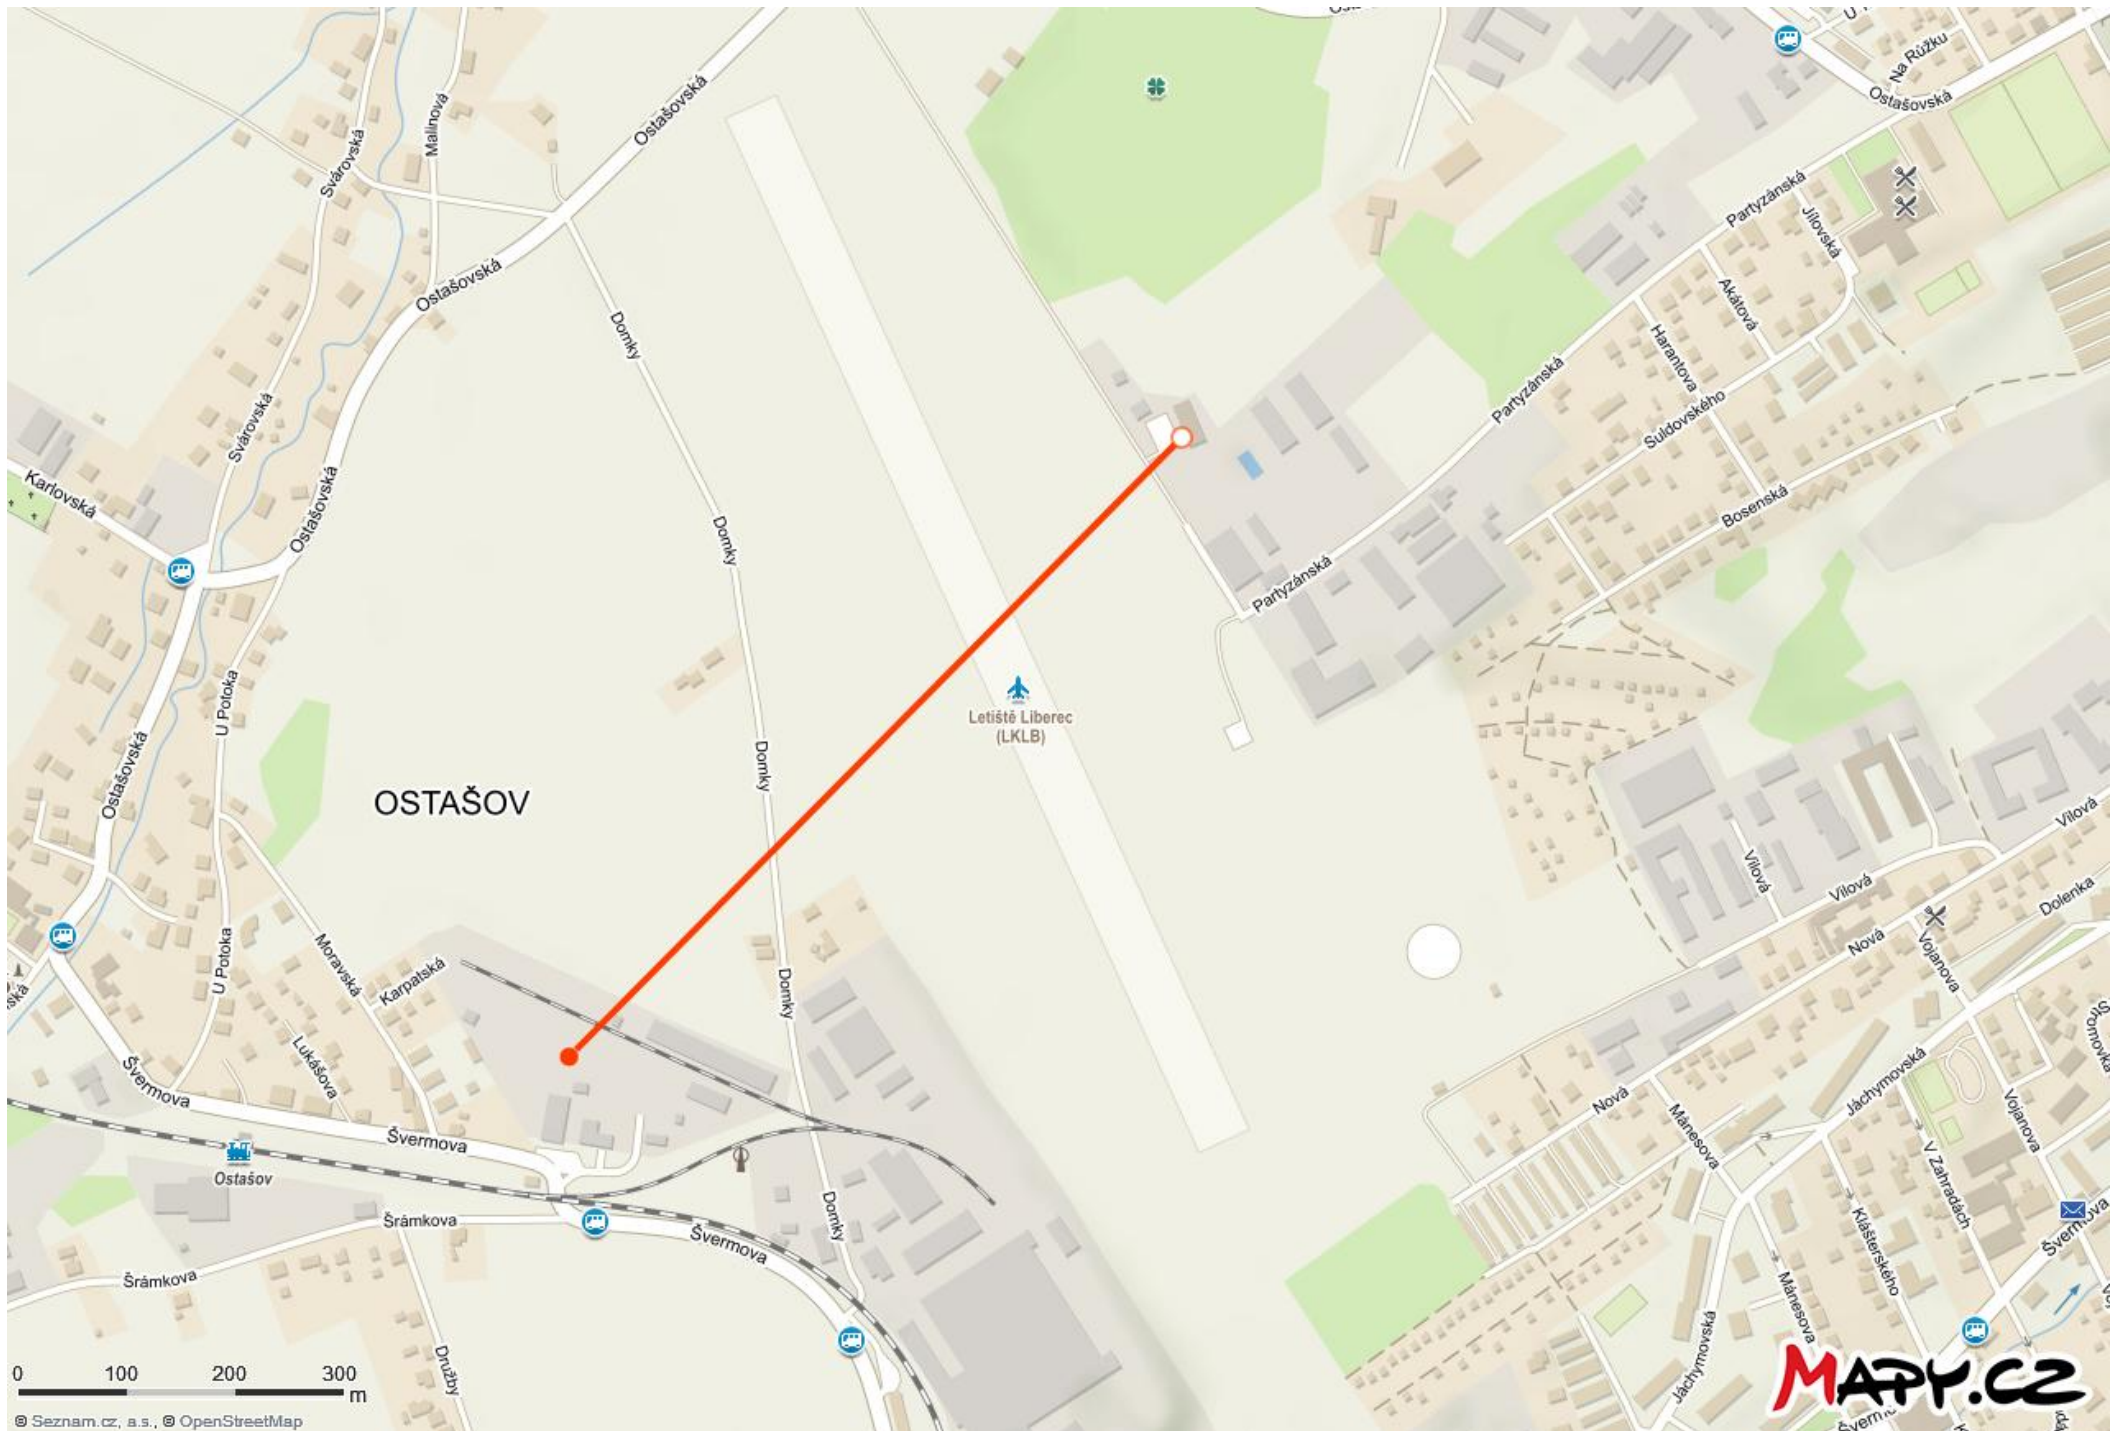 Na Růžku
Ostašovská
Malinová
Svárovská
Ostašovská
Partyzánská
Jílovská
Ostašovská
Akátová
Domky
Harantova
Partyzánská
Suldovského
Svárovská
Karlovská
Ostašovská
Domky
Bosenská
Partyzánská
U Potoka
Letiště Liberec
(LKLB)
Domky
Ostašovská
OSTAŠOV
Vilová
Vilová
Vilová
Dolenka
Nová
Vojanova
U Potoka
Moravská
Karpatská
Domky
Lukášova
Švermova
Jáchymovská
Nová
Vojanova
Mánesova
Švermova
V Zahradách
Ostašov
Šrámkova
Domky
Švermova
Švermova
Klášterského
Šrámkova
Mánesova
Jáchymovská
Družby
0 100 200 300
m
MAPY.CZ
© Seznam.cz, a.s., © OpenStreetMap